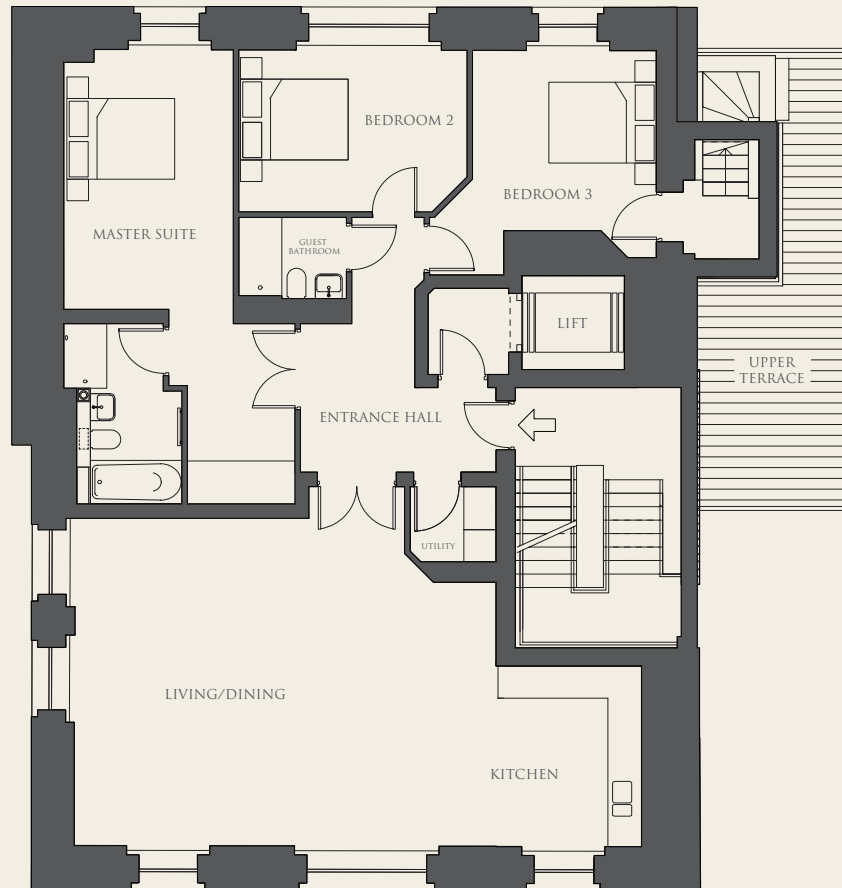 BEDROOM 2
BEDROOM 3
MASTER SUITE
GUEST
BATHROOM
LIFT
UPPER
TERRACE
ENTRANCE HALL
UTILITY
LIVING/DINING
KITCHEN